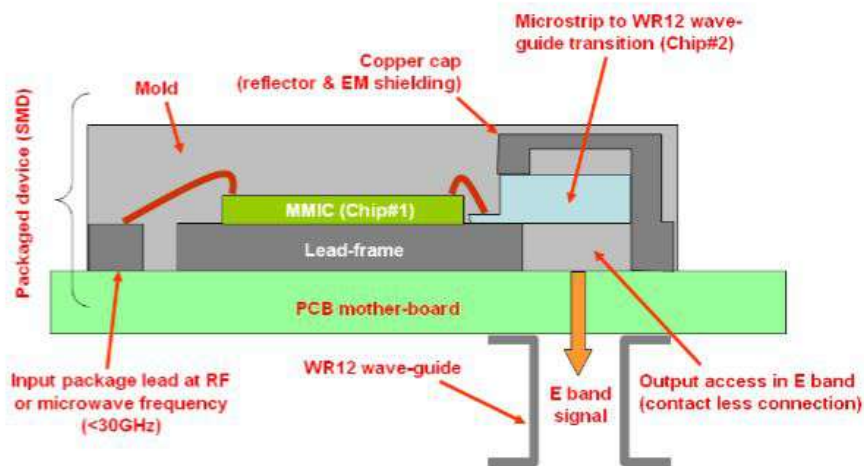 Microstrip to WR12 wave-
guide transition (Chip#2)
Copper cap
(reflector & EM shielding)
Mold
Packaged device (SMD)
MMIC (Chip#1)
Lead-frame
PCB mother-board
Input package lead at RF
or microwave frequency
(<30GHz)
WR12 wave-guide
E band
signal
Output access in E band
(contact less connection)